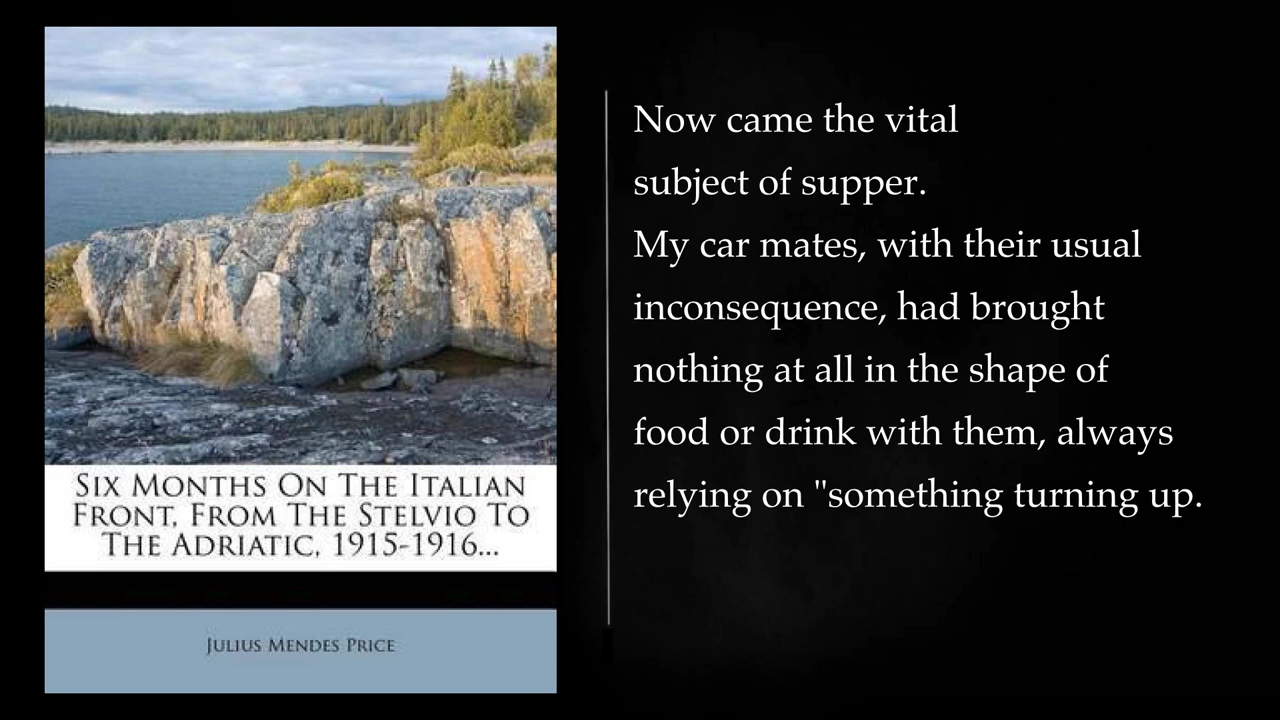 Six Months On The Italian
Front, From The Stelvio To
The Adriatic, 1915-1916...
Julius Mendes Price
Now came the vital
subject of supper.
My car mates, with their usual
inconsequence, had brought
nothing at all in the shape of
food or drink with them, always
relying on "something turning up.